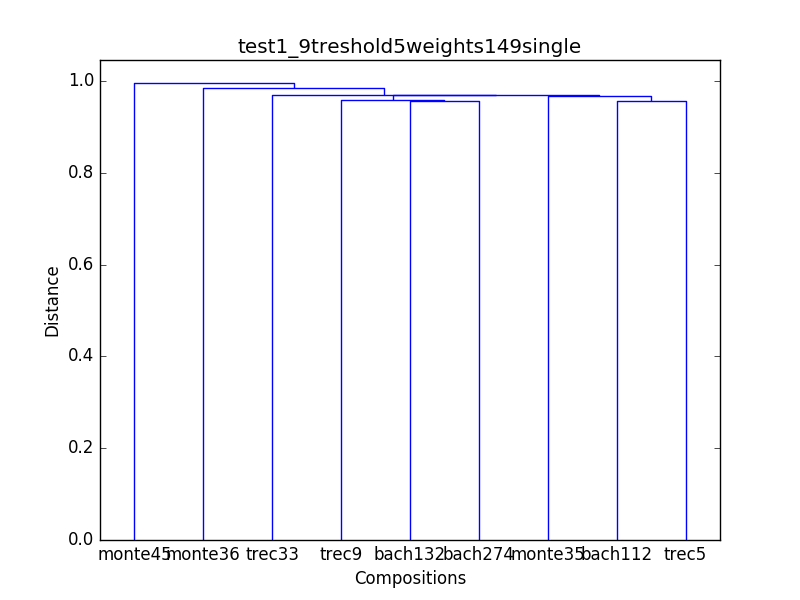 test1_9treshold5weights149single
1.0
0.8
0.6
0.4
0.2
0.0
Distance
monte45 monte36 trec33 trec9 bach132 bach274 monte35 bach112 trec5
Compositions